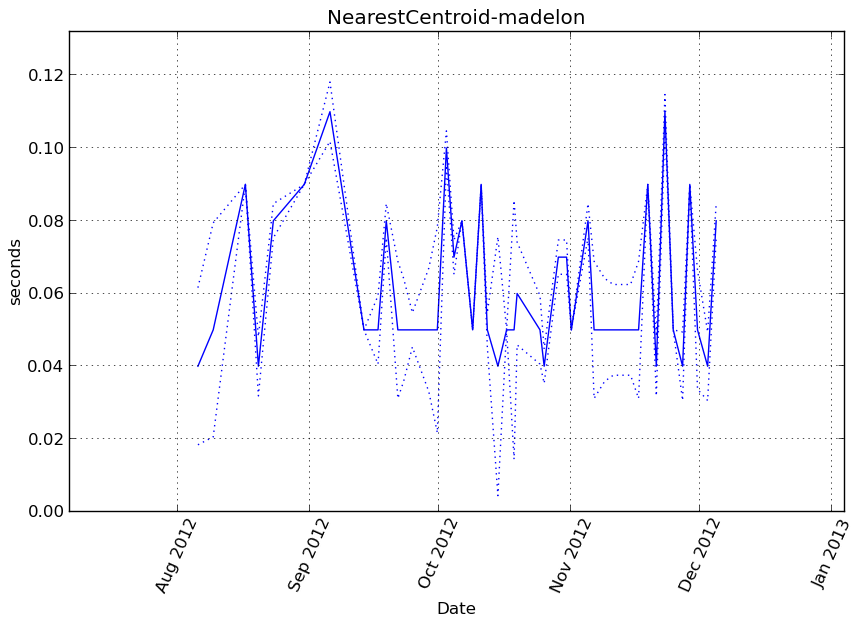 NearestCentroid-madelon
0.12
0.10
0.08
0.06
0.04
0.02
0.00
seconds
Aug 2012
Sep 2012
Oct 2012
Nov 2012
Dec 2012
Jan 2013
Date